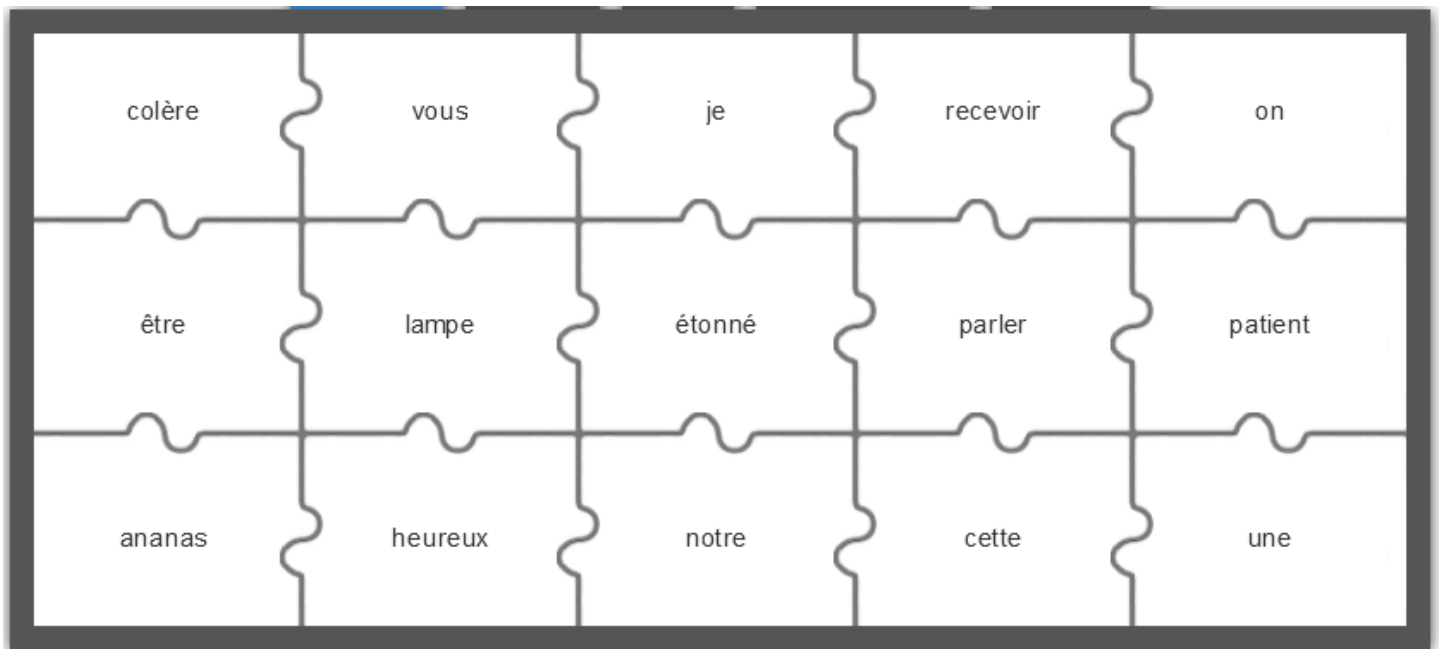 colère vous je recevoir on
être lampe étonné parler patient
ananas heureux notre cette une